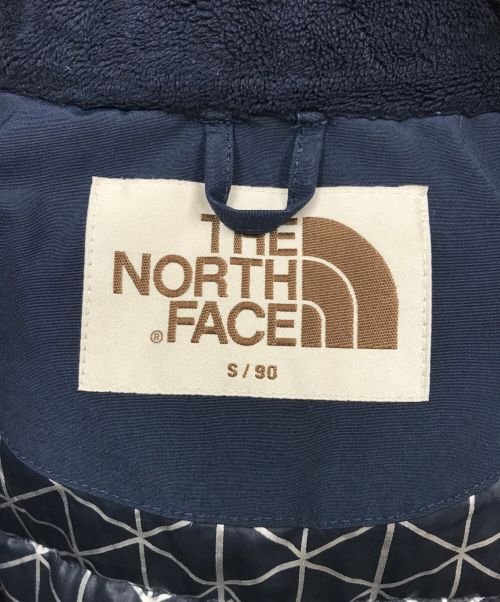 THE
NORTH
® FACE
S / 90